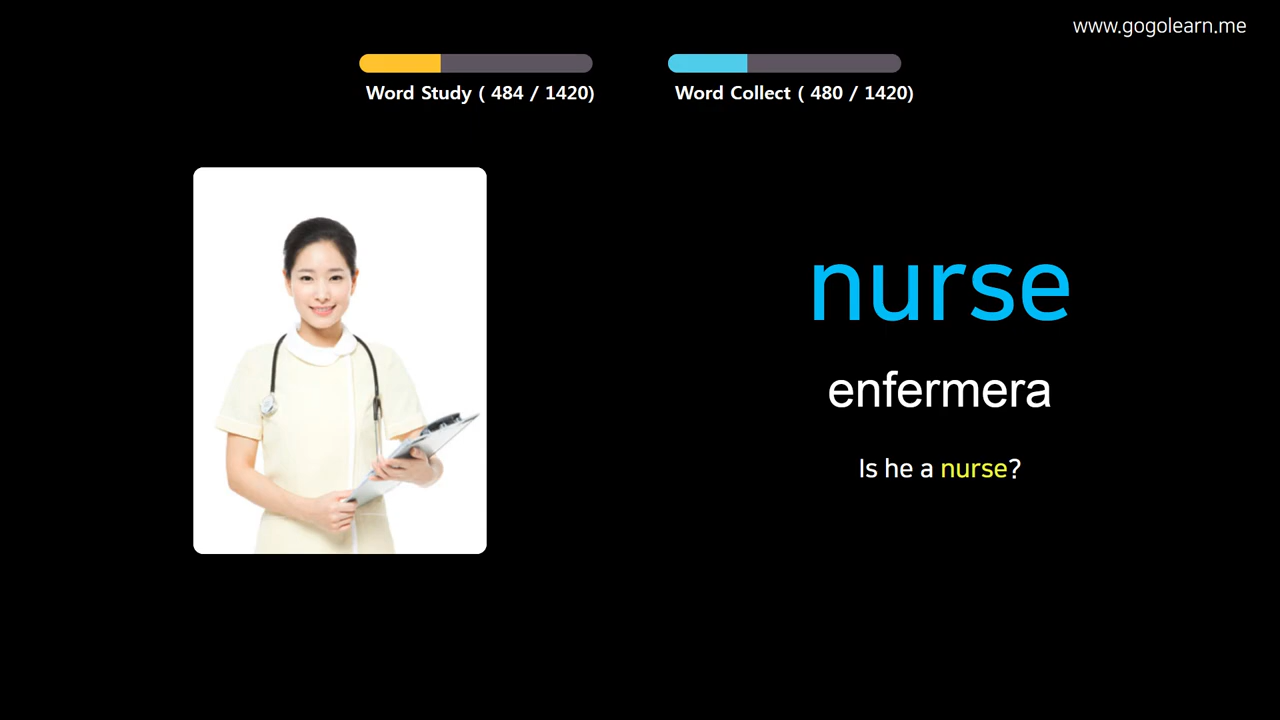 www.gogolearn.me
Word Study ( 484 / 1420)
Word Collect ( 480 / 1420)
nurse
enfermera
Is he a nurse?